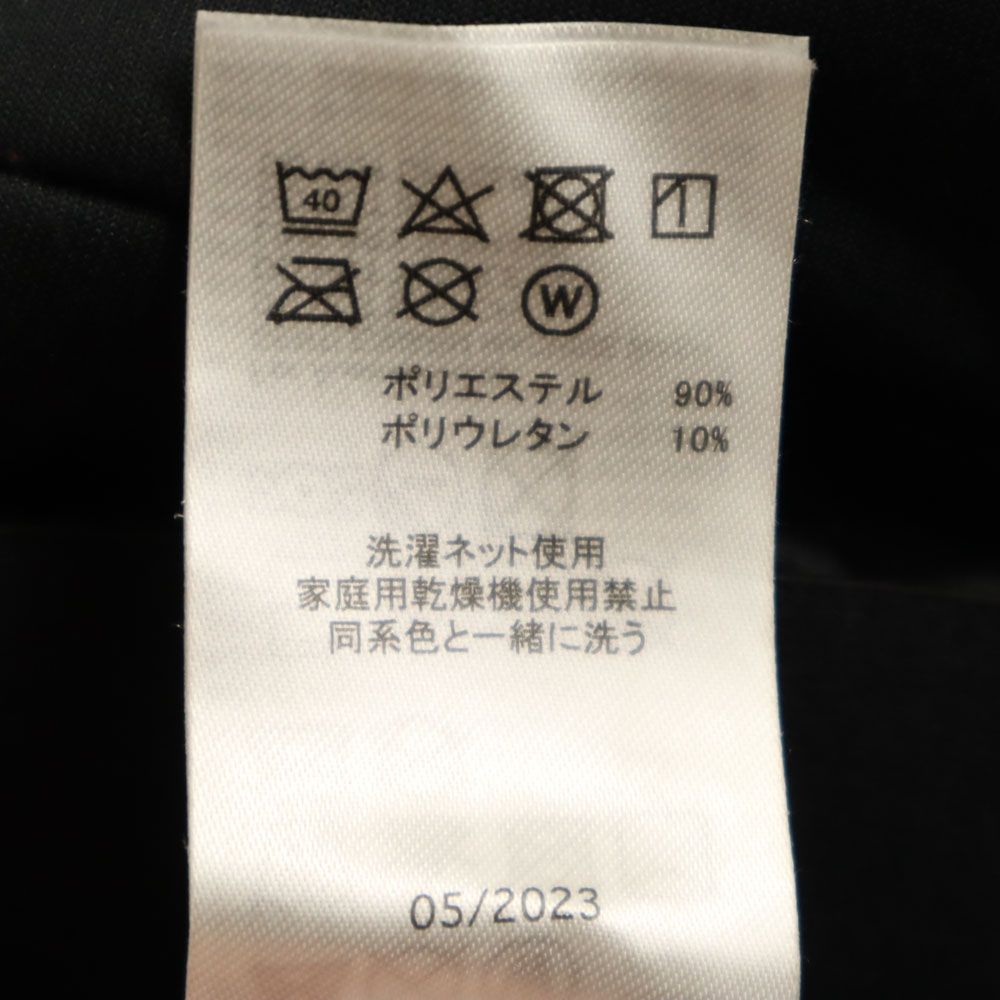 40
W
ポリエステル 90%
ポリウレタン 10%
洗濯ネット使用
家庭用乾燥機使用禁止
同系色と一緒に洗う
05/2023